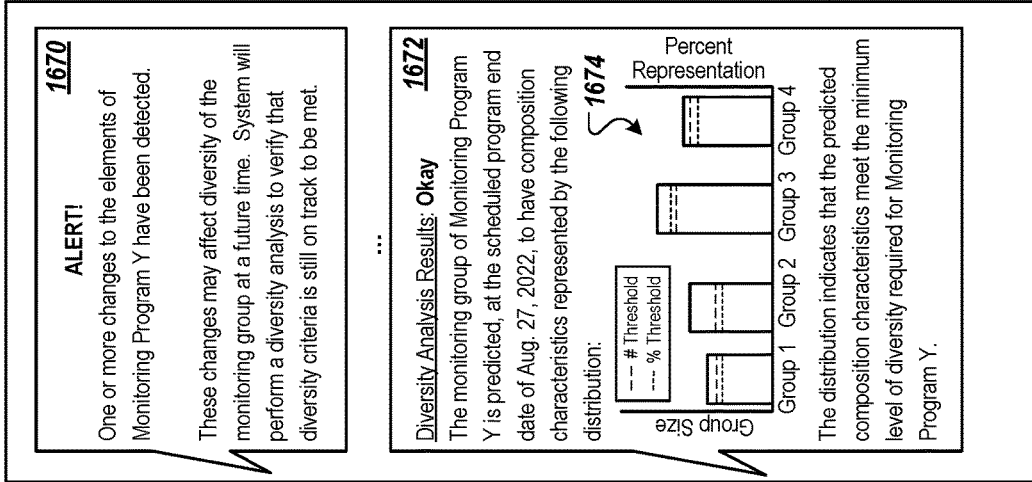 1670
ALERT!
One or more changes to the elements of
Monitoring Program Y have been detected.
These changes may affect diversity of the
monitoring group at a future time. System will
perform a diversity analysis to verify that
diversity criteria is still on track to be met.
...
1672
Diversity Analysis Results: Okay
The monitoring group of Monitoring Program
Y is predicted, at the scheduled program end
date of Aug. 27, 2022, to have composition
characteristics represented by the following
distribution:
1674
Group Size
# Threshold
% Threshold
Percent
Representation
Group 1
Group 2
Group 3
Group 4
The distribution indicates that the predicted
composition characteristics meet the minimum
level of diversity required for Monitoring
Program Y.